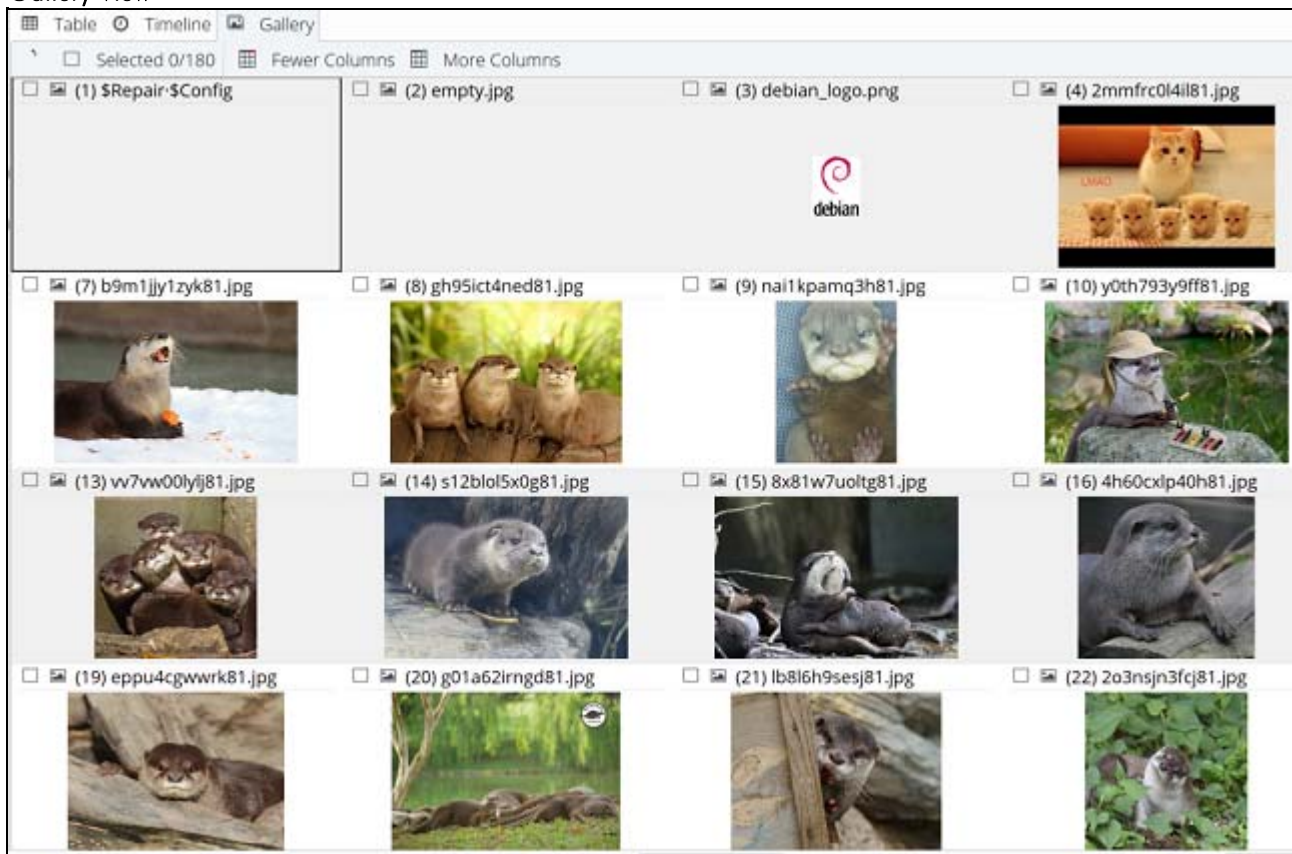 Gallery View
Table Timeline Gallery
Selected 0/180 Fewer Columns More Columns
(1) $Repair·$Config
(2) empty.jpg
(3) debian_logo.png
(4) 2mmfrc0l4il81.jpg
debian
LMAO
(7) b9m1jjy1zyk81.jpg
(8) gh95ict4ned81.jpg
(9) nai1kpamq3h81.jpg
(10) y0th793y9ff81.jpg
(13) vv7vw00lylj81.jpg
(14) s12blol5x0g81.jpg
(15) 8x81w7uoltg81.jpg
(16) 4h60cxlp40h81.jpg
(19) eppu4cgwwrk81.jpg
(20) g01a62irngd81.jpg
(21) lb8l6h9sesj81.jpg
(22) 2o3nsjn3fcj81.jpg